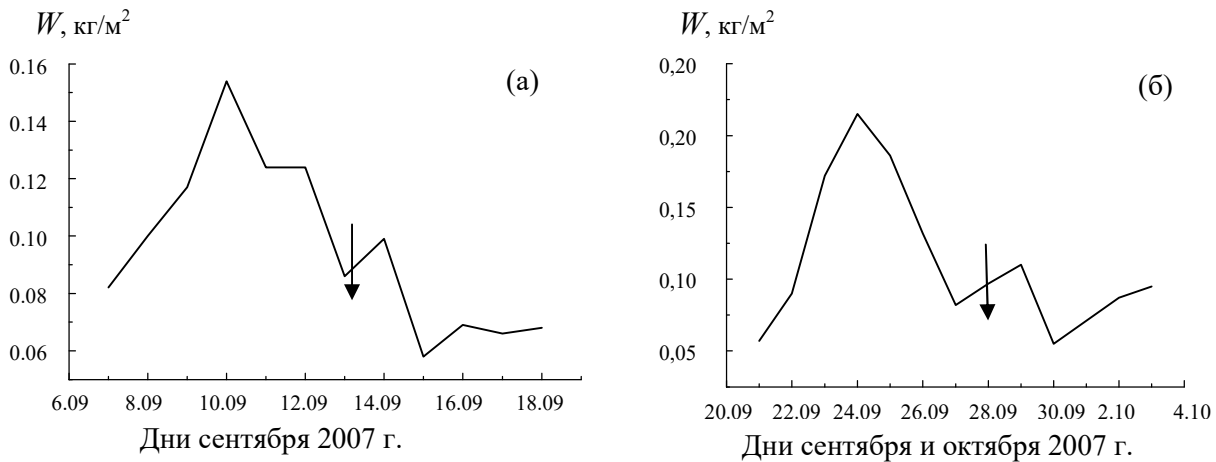 W, кг/м²
(а)
0.16
0.14
0.12
0.10
0.08
0.06
6.09 8.09 10.09 12.09 14.09 16.09 18.09
Дни сентября 2007 г.
W, кг/м²
(б)
0,20
0,20
0,15
0,10
0,05
20.09 22.09 24.09 26.09 28.09 30.09 2.10 4.10
Дни сентября и октября 2007 г.